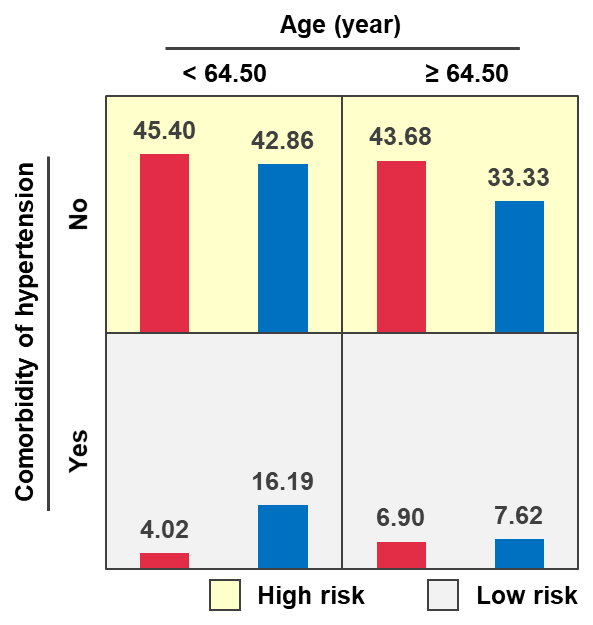 Age (year)
< 64.50
≥ 64.50
Comorbidity of hypertension
No
45.40
42.86
43.68
33.33
Yes
4.02
16.19
6.90
7.62
High risk
Low risk